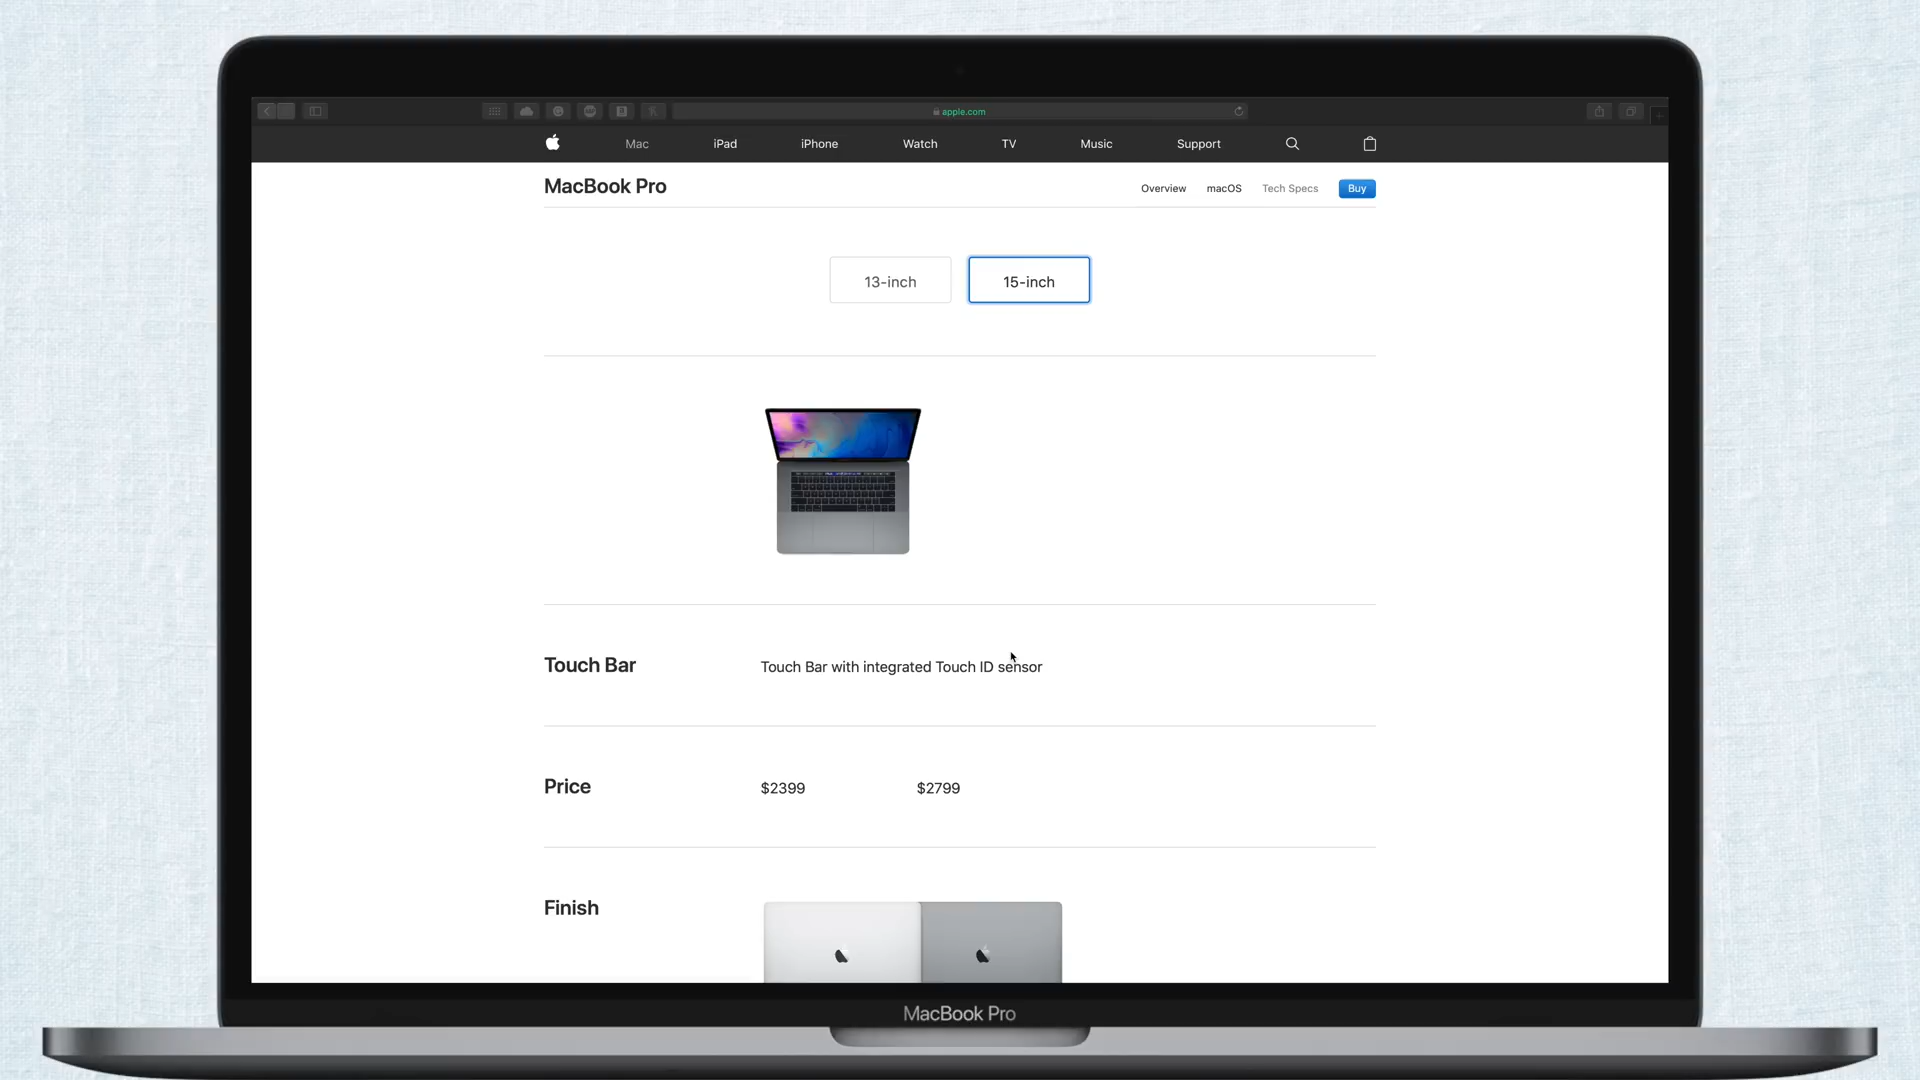 apple.com
Mac iPad iPhone Watch TV Music Support
MacBook Pro
Overview macOS Tech Specs Buy
13-inch 15-inch
Touch Bar Touch Bar with integrated Touch ID sensor
Price $2399 $2799
Finish
MacBook Pro